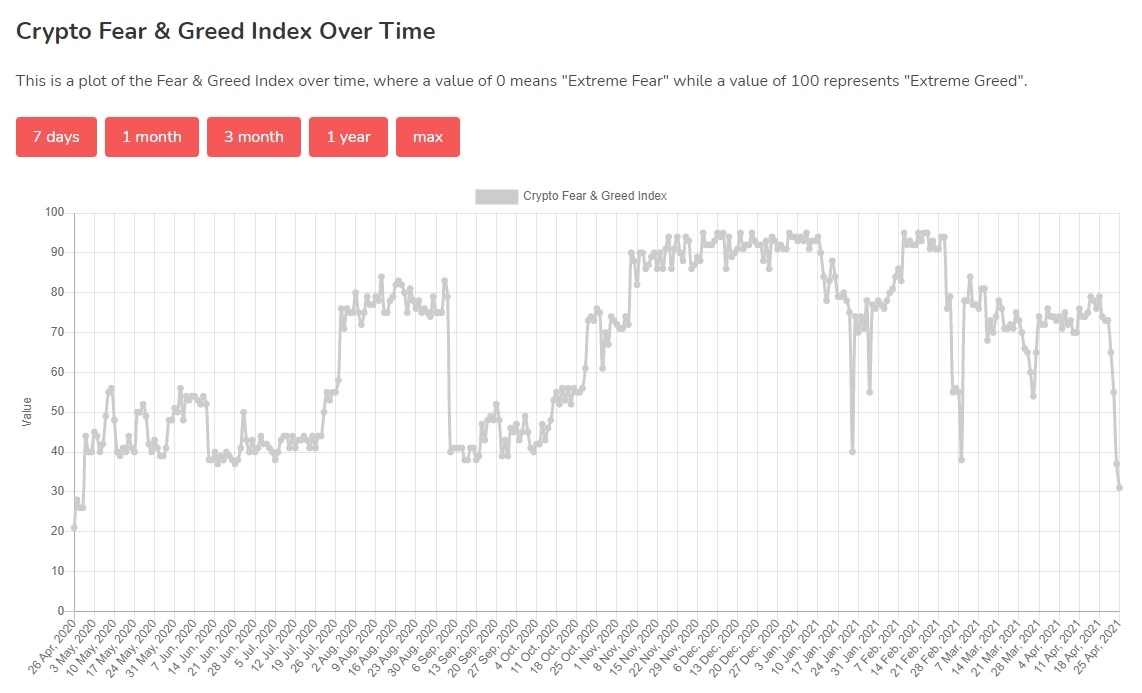 Crypto Fear & Greed Index Over Time
This is a plot of the Fear & Greed Index over time, where a value of 0 means "Extreme Fear" while a value of 100 represents "Extreme Greed".
7 days 1 month 3 month 1 year max
Crypto Fear & Greed Index
100
90
80
70
60
50
40
30
20
10
0
Value
26 Apr, 2020
3 May, 2020
10 May, 2020
17 May, 2020
24 May, 2020
31 May, 2020
7 Jun, 2020
14 Jun, 2020
21 Jun, 2020
28 Jun, 2020
5 Jul, 2020
12 Jul, 2020
19 Jul, 2020
26 Jul, 2020
2 Aug, 2020
9 Aug, 2020
16 Aug, 2020
23 Aug, 2020
30 Aug, 2020
6 Sep, 2020
13 Sep, 2020
20 Sep, 2020
27 Sep, 2020
4 Oct, 2020
11 Oct, 2020
18 Oct, 2020
25 Oct, 2020
1 Nov, 2020
8 Nov, 2020
15 Nov, 2020
22 Nov, 2020
29 Nov, 2020
6 Dec, 2020
13 Dec, 2020
20 Dec, 2020
27 Dec, 2020
3 Jan, 2021
10 Jan, 2021
17 Jan, 2021
24 Jan, 2021
31 Jan, 2021
7 Feb, 2021
14 Feb, 2021
21 Feb, 2021
28 Feb, 2021
7 Mar, 2021
14 Mar, 2021
21 Mar, 2021
28 Mar, 2021
4 Apr, 2021
11 Apr, 2021
18 Apr, 2021
25 Apr, 2021